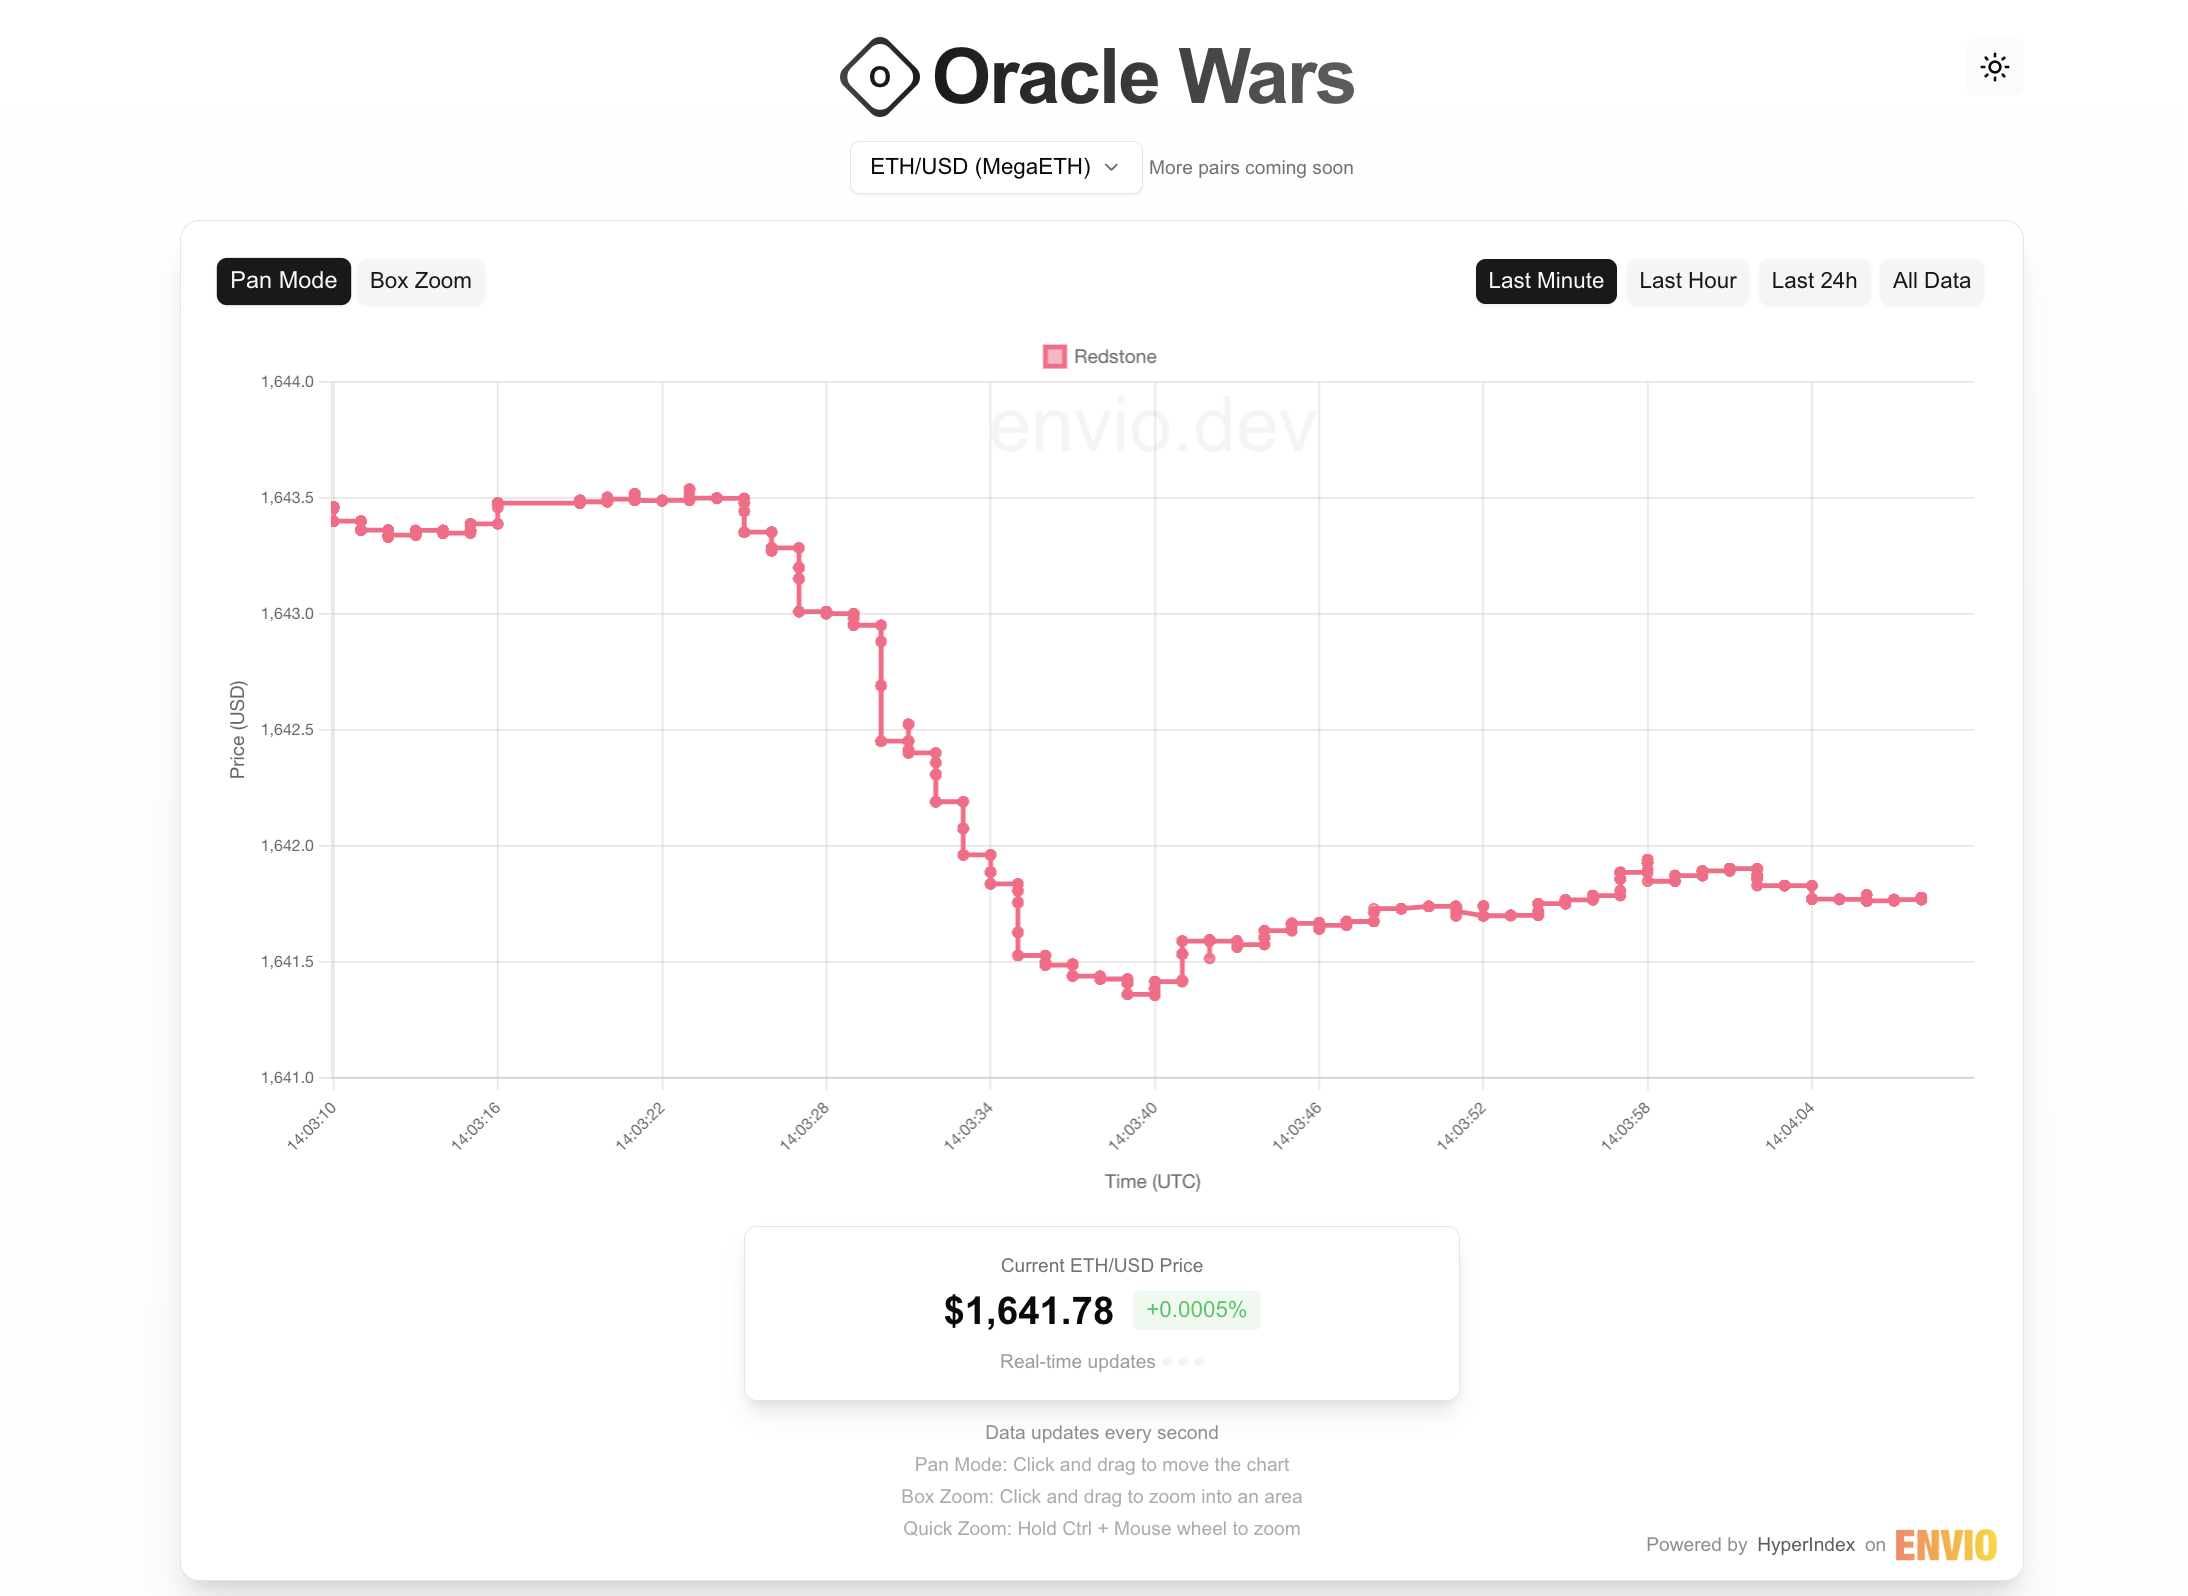 O Oracle Wars
ETH/USD (MegaETH) More pairs coming soon
Pan Mode Box Zoom Last Minute Last Hour Last 24h All Data
Redstone
envio.dev
1,644.0
1,643.5
1,643.0
1,642.5
1,642.0
1,641.5
1,641.0
Price (USD)
14:03:10 14:03:16 14:03:22 14:03:28 14:03:34 14:03:40 14:03:46 14:03:52 14:03:58 14:04:04
Time (UTC)
Current ETH/USD Price
$1,641.78 +0.0005%
Real-time updates
Data updates every second
Pan Mode: Click and drag to move the chart
Box Zoom: Click and drag to zoom into an area
Quick Zoom: Hold Ctrl + Mouse wheel to zoom
Powered by HyperIndex on ENVIO